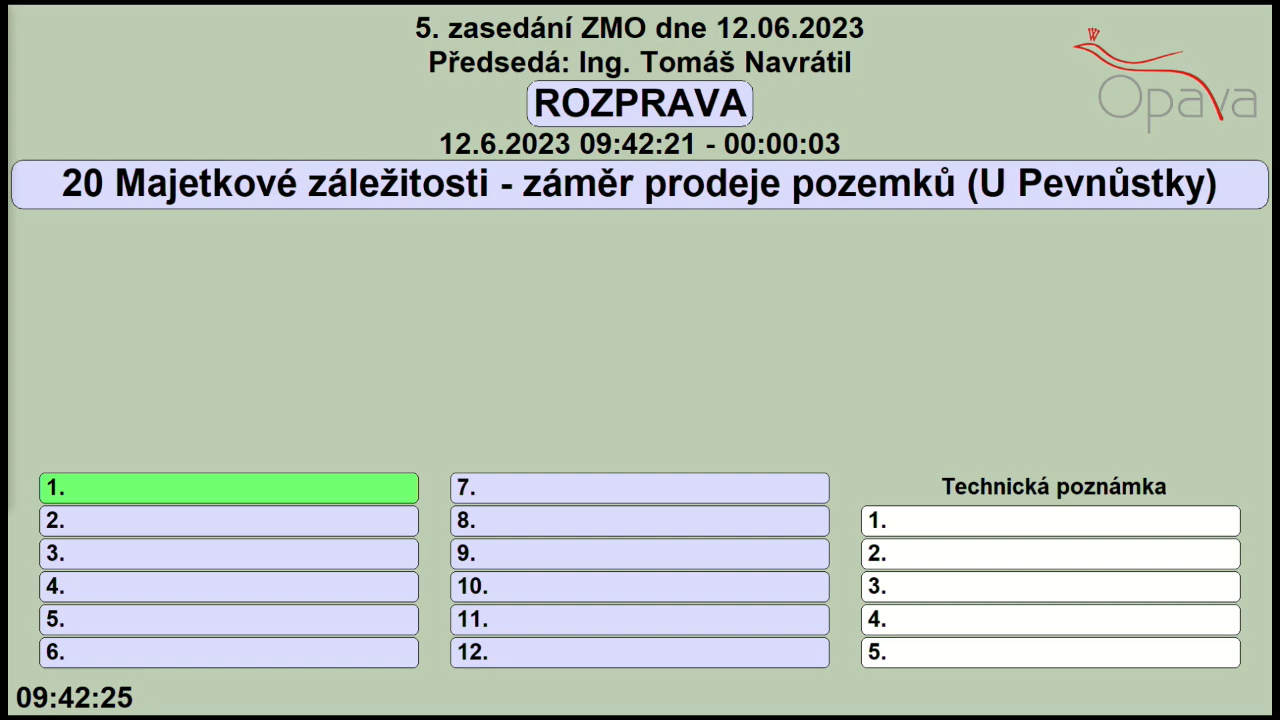 5. zasedání ZMO dne 12.06.2023
Předsedá: Ing. Tomáš Navrátil
Opava
ROZPRAVA
12.6.2023 09:42:21 - 00:00:03
20 Majetkové záležitosti - záměr prodeje pozemků (U Pevnůstky)
1.
2.
3.
4.
5.
6.
7.
8.
9.
10.
11.
12.
Technická poznámka
1.
2.
3.
4.
5.
09:42:25